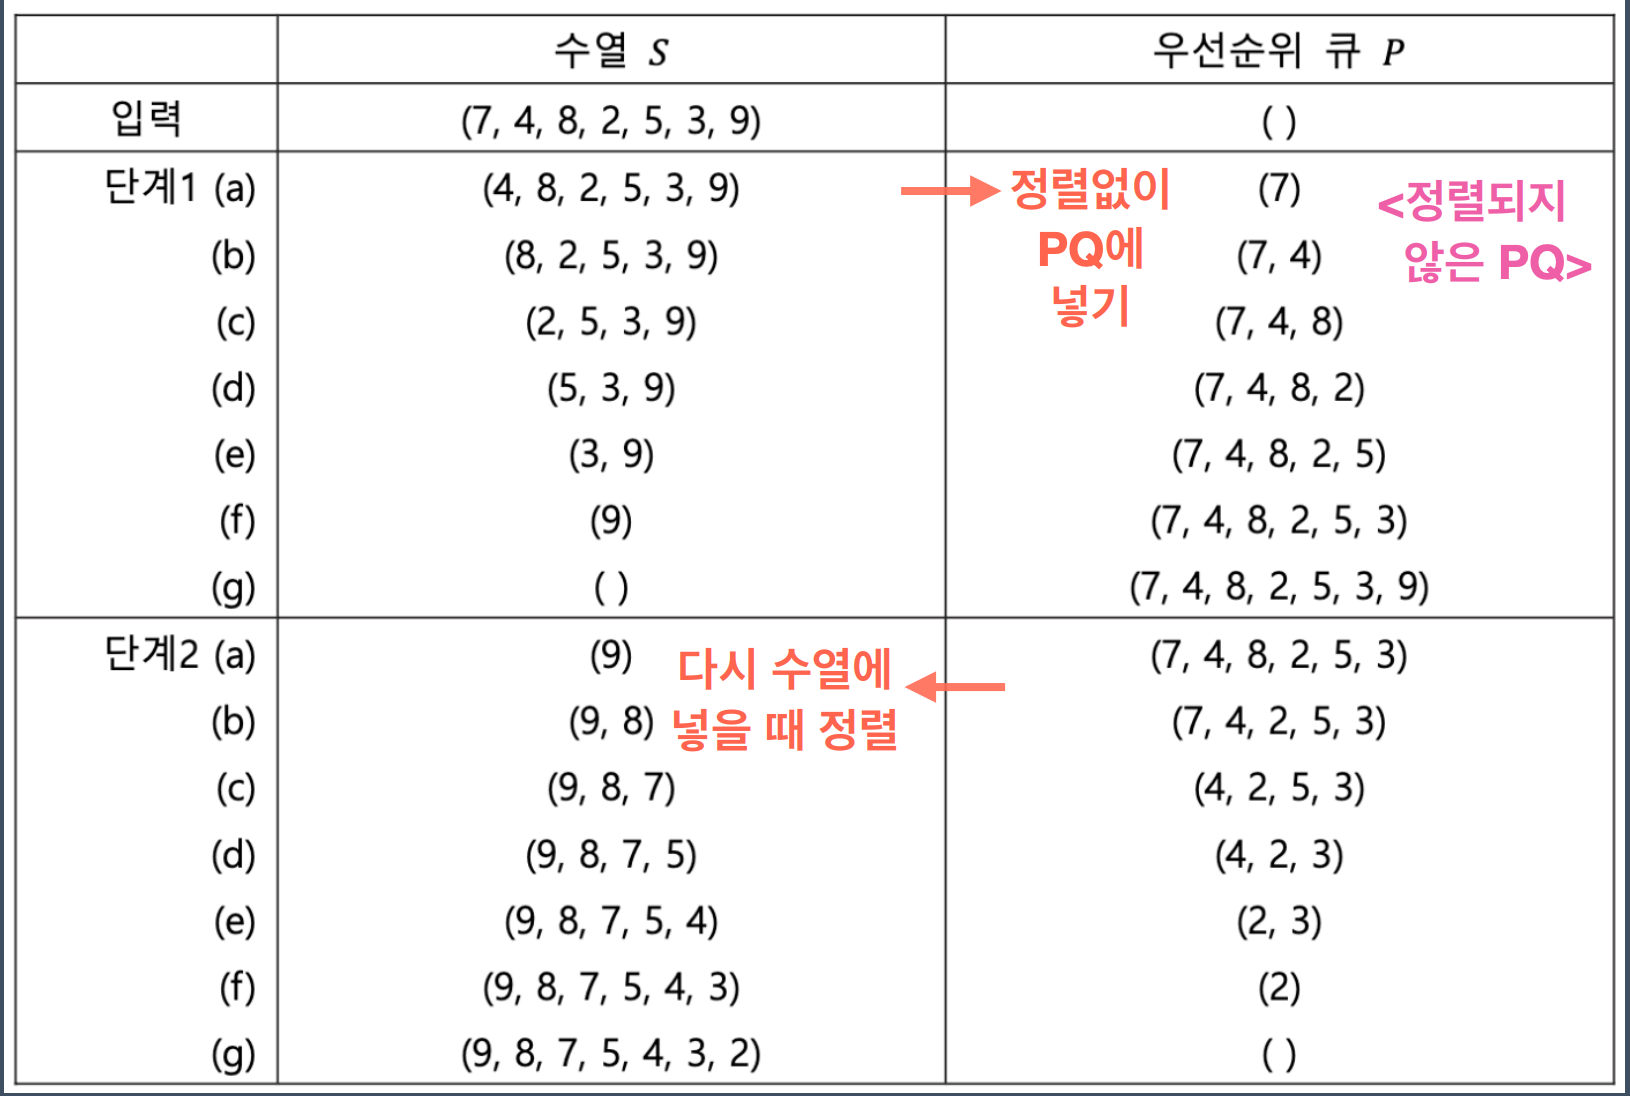 수열 S 우선순위 큐 P
입력 (7, 4, 8, 2, 5, 3, 9) ( )
단계1 (a) (4, 8, 2, 5, 3, 9) 정렬없이 (7) <정렬되지
(b) (8, 2, 5, 3, 9) PQ에 (7, 4) 않은 PQ>
(c) (2, 5, 3, 9) 넣기 (7, 4, 8)
(d) (5, 3, 9) (7, 4, 8, 2)
(e) (3, 9) (7, 4, 8, 2, 5)
(f) (9) (7, 4, 8, 2, 5, 3)
(g) ( ) (7, 4, 8, 2, 5, 3, 9)
단계2 (a) (9) 다시 수열에 (7, 4, 8, 2, 5, 3)
(b) (9, 8) 넣을 때 정렬 (7, 4, 2, 5, 3)
(c) (9, 8, 7) (4, 2, 5, 3)
(d) (9, 8, 7, 5) (4, 2, 3)
(e) (9, 8, 7, 5, 4) (2, 3)
(f) (9, 8, 7, 5, 4, 3) (2)
(g) (9, 8, 7, 5, 4, 3, 2) ( )